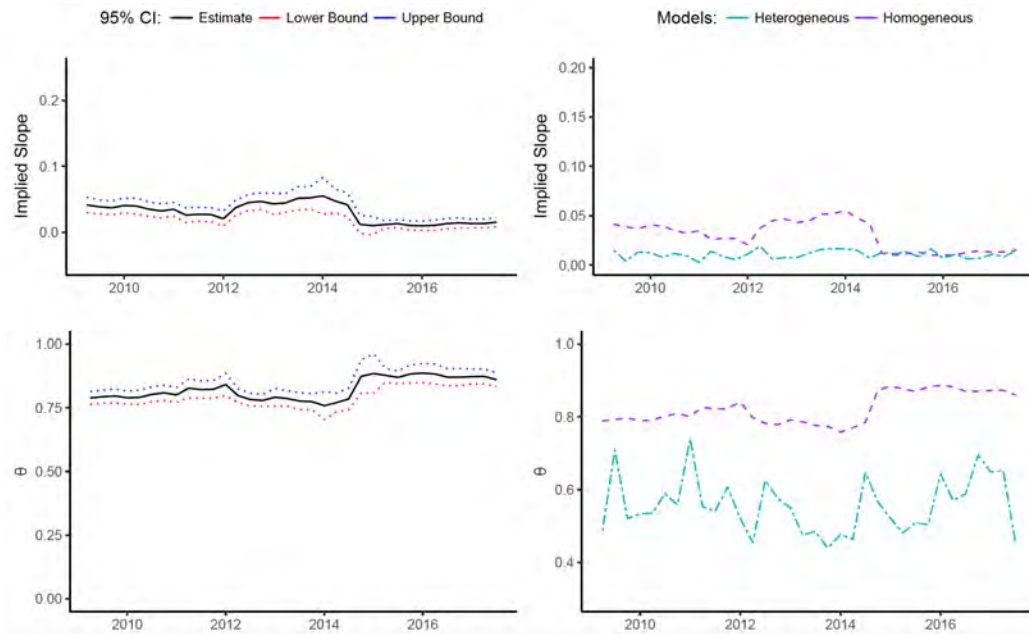 95% CI: Estimate Lower Bound Upper Bound
Models: Heterogeneous Homogeneous
Implied Slope
0.2
0.1
0.0
2010 2012 2014 2016
Implied Slope
0.20
0.15
0.10
0.05
0.00
2010 2012 2014 2016
θ
1.00
0.75
0.50
0.25
0.00
2010 2012 2014 2016
θ
1.0
0.8
0.6
0.4
2010 2012 2014 2016